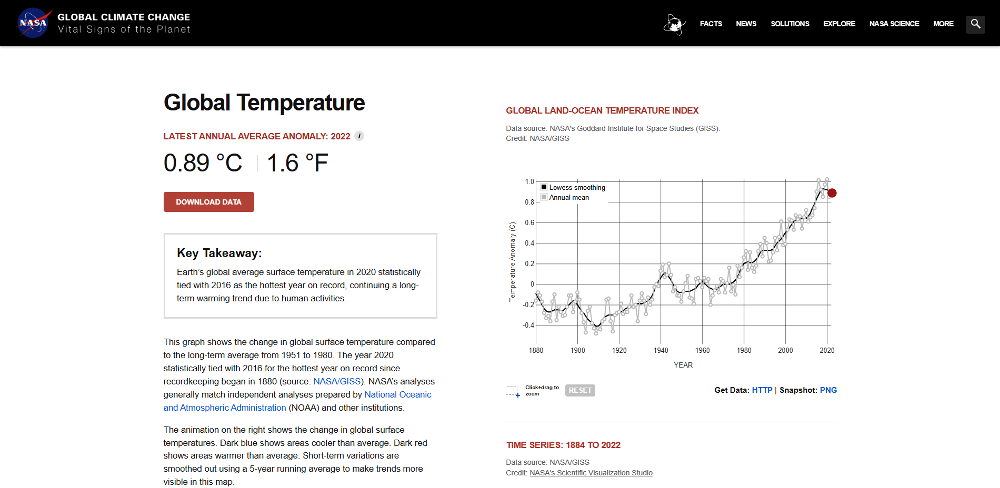 NASA
GLOBAL CLIMATE CHANGE
Vital Signs of the Planet
FACTS NEWS SOLUTIONS EXPLORE NASA SCIENCE MORE
Global Temperature
LATEST ANNUAL AVERAGE ANOMALY: 2022 i
0.89 °C | 1.6 °F
DOWNLOAD DATA
Key Takeaway:
Earth’s global average surface temperature in 2020 statistically
tied with 2016 as the hottest year on record, continuing a long-
term warming trend due to human activities.
This graph shows the change in global surface temperature compared
to the long-term average from 1951 to 1980. The year 2020
statistically tied with 2016 for the hottest year on record since
recordkeeping began in 1880 (source: NASA/GISS). NASA’s analyses
generally match independent analyses prepared by National Oceanic
and Atmospheric Administration (NOAA) and other institutions.
The animation on the right shows the change in global surface
temperatures. Dark blue shows areas cooler than average. Dark red
shows areas warmer than average. Short-term variations are
smoothed out using a 5-year running average to make trends more
visible in this map.
GLOBAL LAND-OCEAN TEMPERATURE INDEX
Data source: NASA's Goddard Institute for Space Studies (GISS).
Credit: NASA/GISS
Lowess smoothing
Annual mean
Temperature Anomaly (C)
1.0
0.8
0.6
0.4
0.2
0
-0.2
-0.4
1880 1900 1920 1940 1960 1980 2000 2020
YEAR
Click+drag to
zoom
RESET
Get Data: HTTP | Snapshot: PNG
TIME SERIES: 1884 TO 2022
Data source: NASA/GISS
Credit: NASA's Scientific Visualization Studio